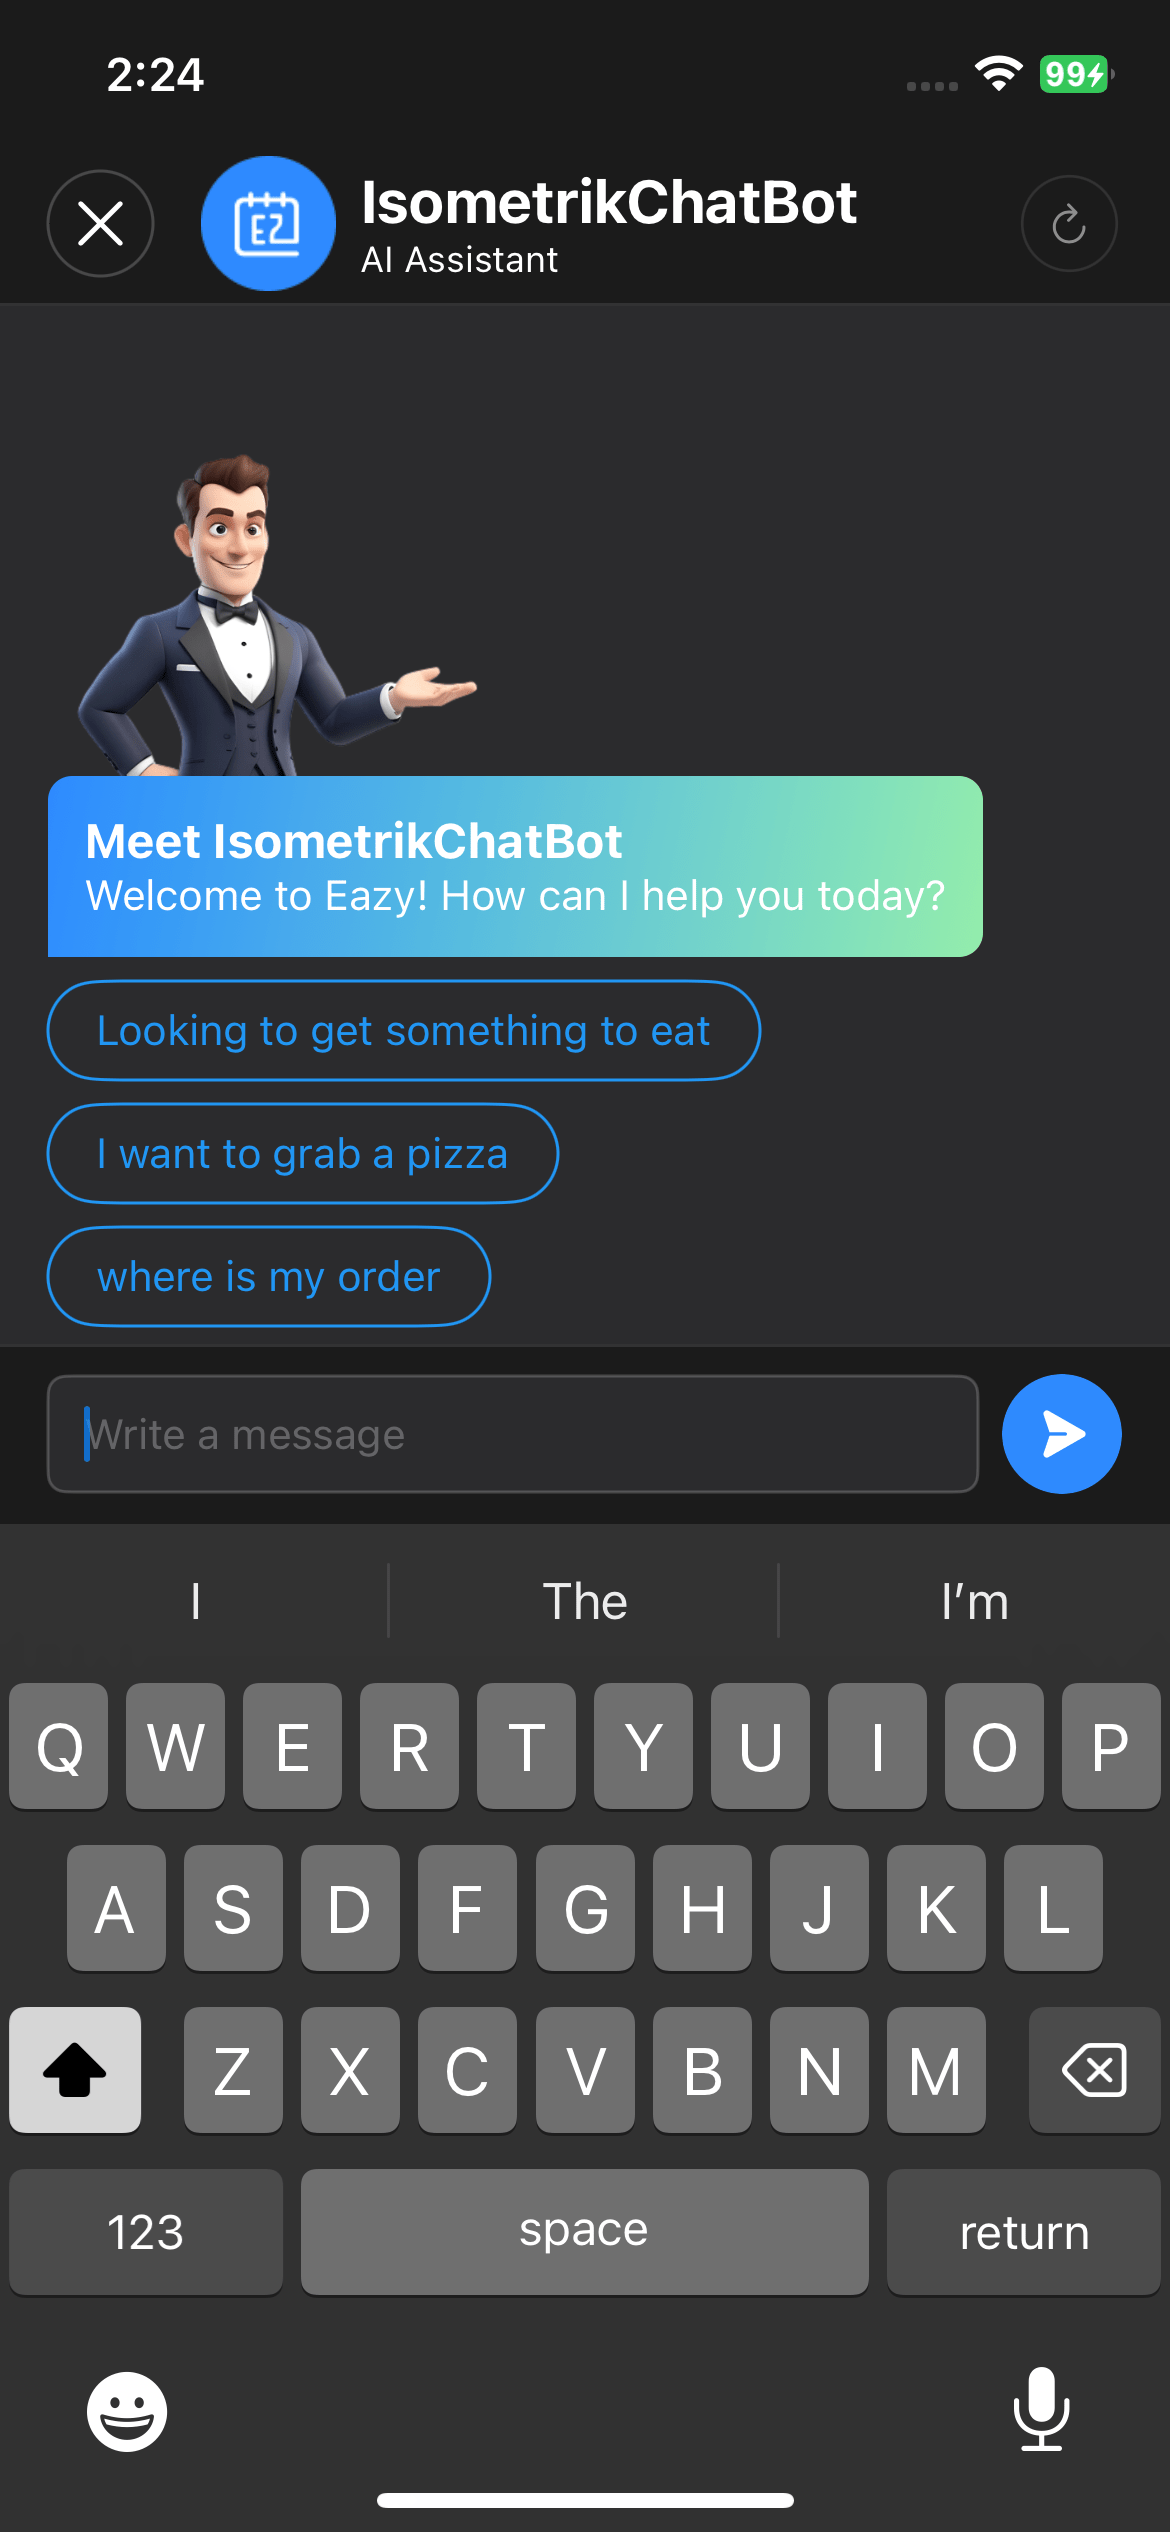 2:24
99
EZ
IsometrikChatBot
AI Assistant
Meet IsometrikChatBot
Welcome to Eazy! How can I help you today?
Looking to get something to eat
I want to grab a pizza
where is my order
Write a message
I The I'm
Q W E R T Y U I O P
A S D F G H J K L
Z X C V B N M
123 space return